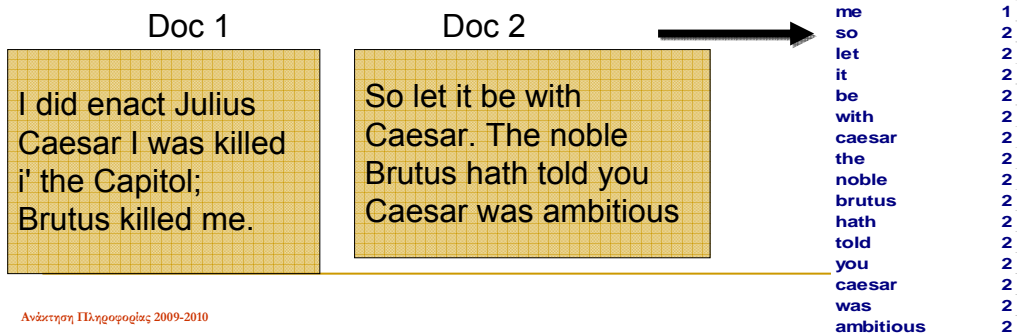 Doc 1
I did enact Julius
Caesar I was killed
i' the Capitol;
Brutus killed me.
Doc 2
So let it be with
Caesar. The noble
Brutus hath told you
Caesar was ambitious
me 1
so 2
let 2
it 2
be 2
with 2
caesar 2
the 2
noble 2
brutus 2
hath 2
told 2
you 2
caesar 2
was 2
ambitious 2
Ανάκτηση Πληροφορίας 2009-2010